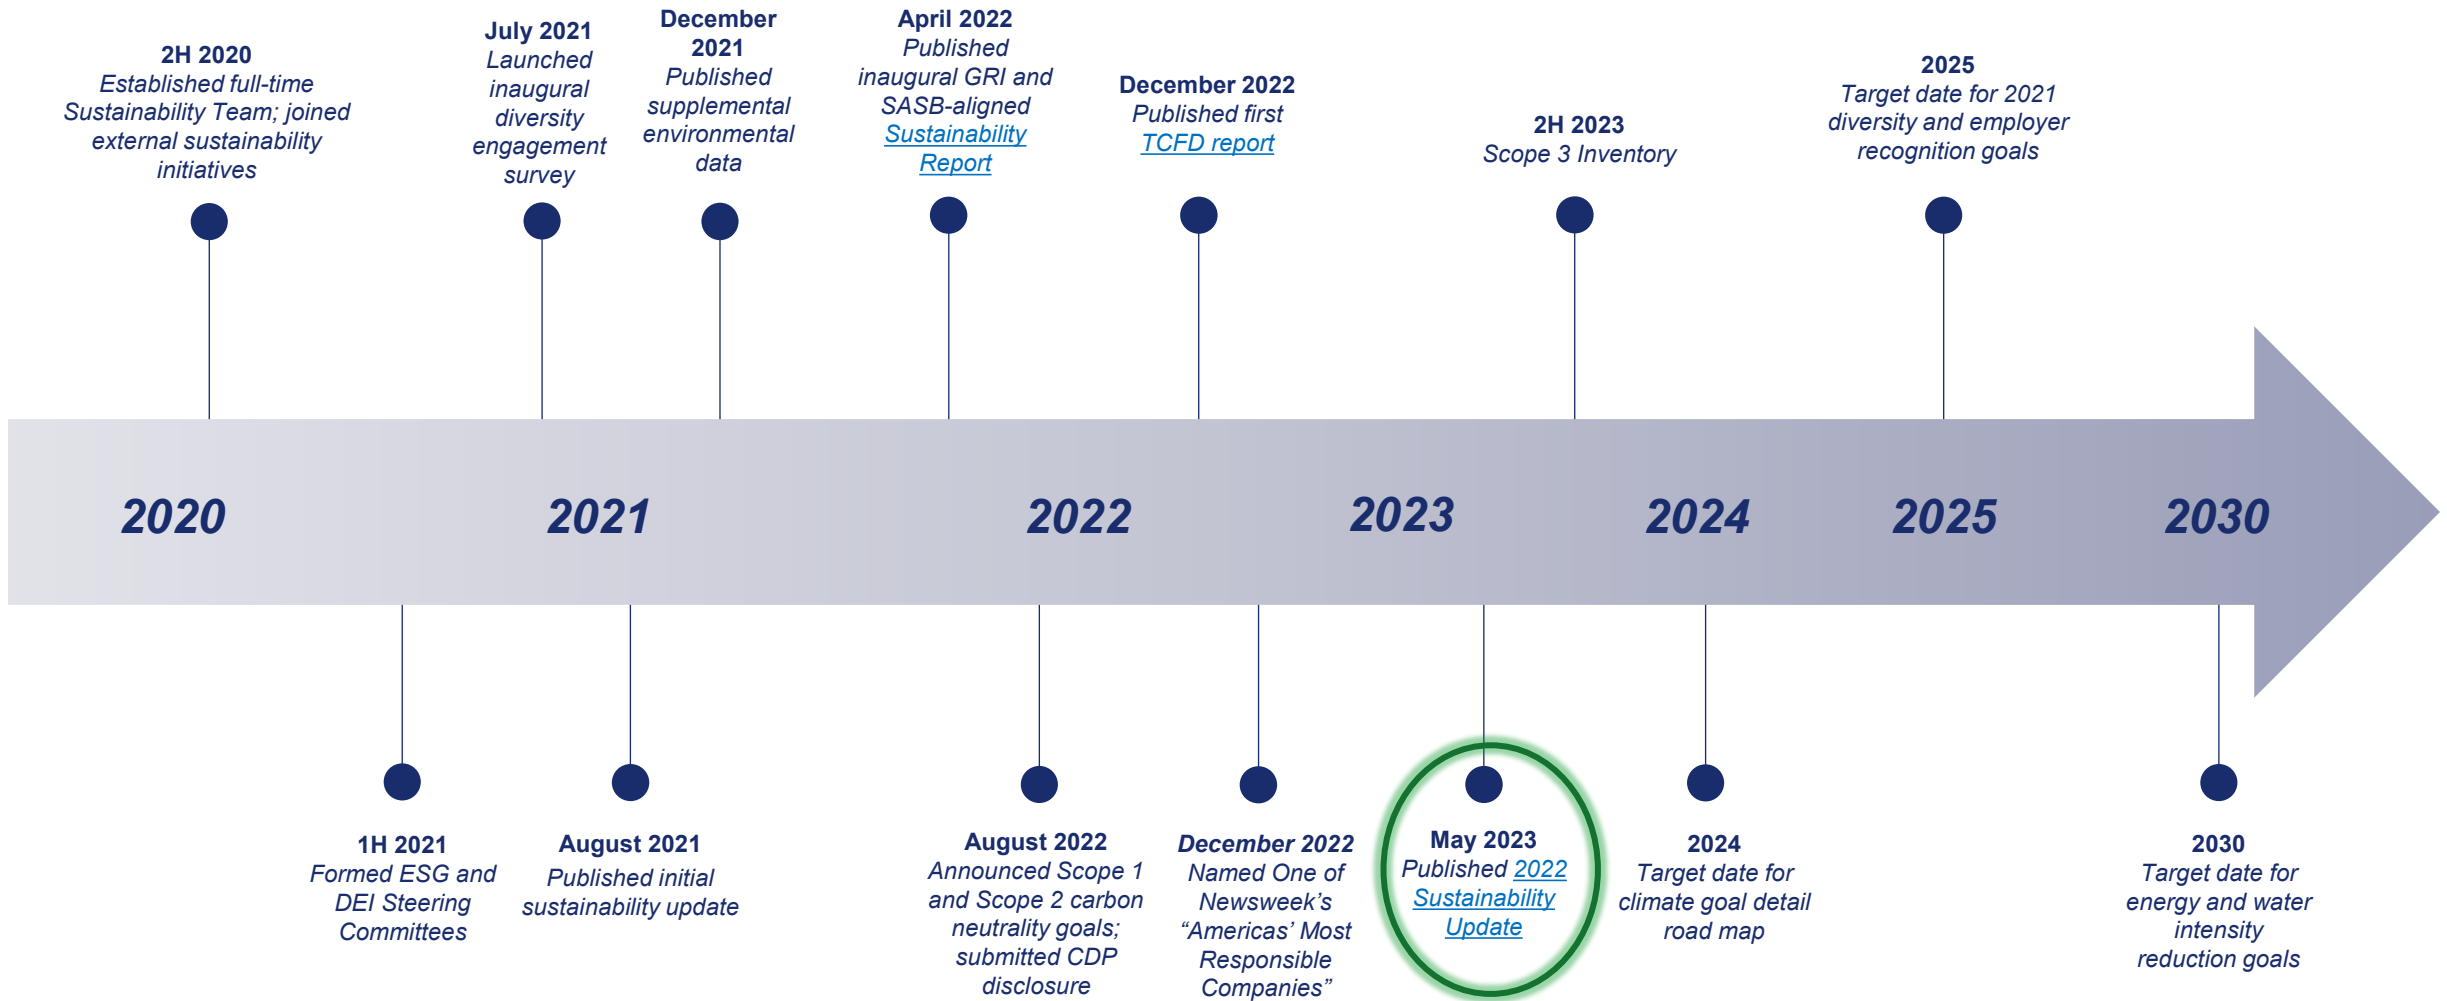 2H 2020
Established full-time
Sustainability Team; joined
external sustainability
initiatives
July 2021
Launched
inaugural
diversity
engagement
survey
December
2021
Published
supplemental
environmental
data
April 2022
Published
inaugural GRI and
SASB-aligned
Sustainability
Report
December 2022
Published first
TCFD report
2H 2023
Scope 3 Inventory
2025
Target date for 2021
diversity and employer
recognition goals
2020
2021
2022
2023
2024
2025
2030
1H 2021
Formed ESG and
DEI Steering
Committees
August 2021
Published initial
sustainability update
August 2022
Announced Scope 1
and Scope 2 carbon
neutrality goals;
submitted CDP
disclosure
December 2022
Named One of
Newsweek’s
“Americas’ Most
Responsible
Companies”
May 2023
Published 2022
Sustainability
Update
2024
Target date for
climate goal detail
road map
2030
Target date for
energy and water
intensity
reduction goals